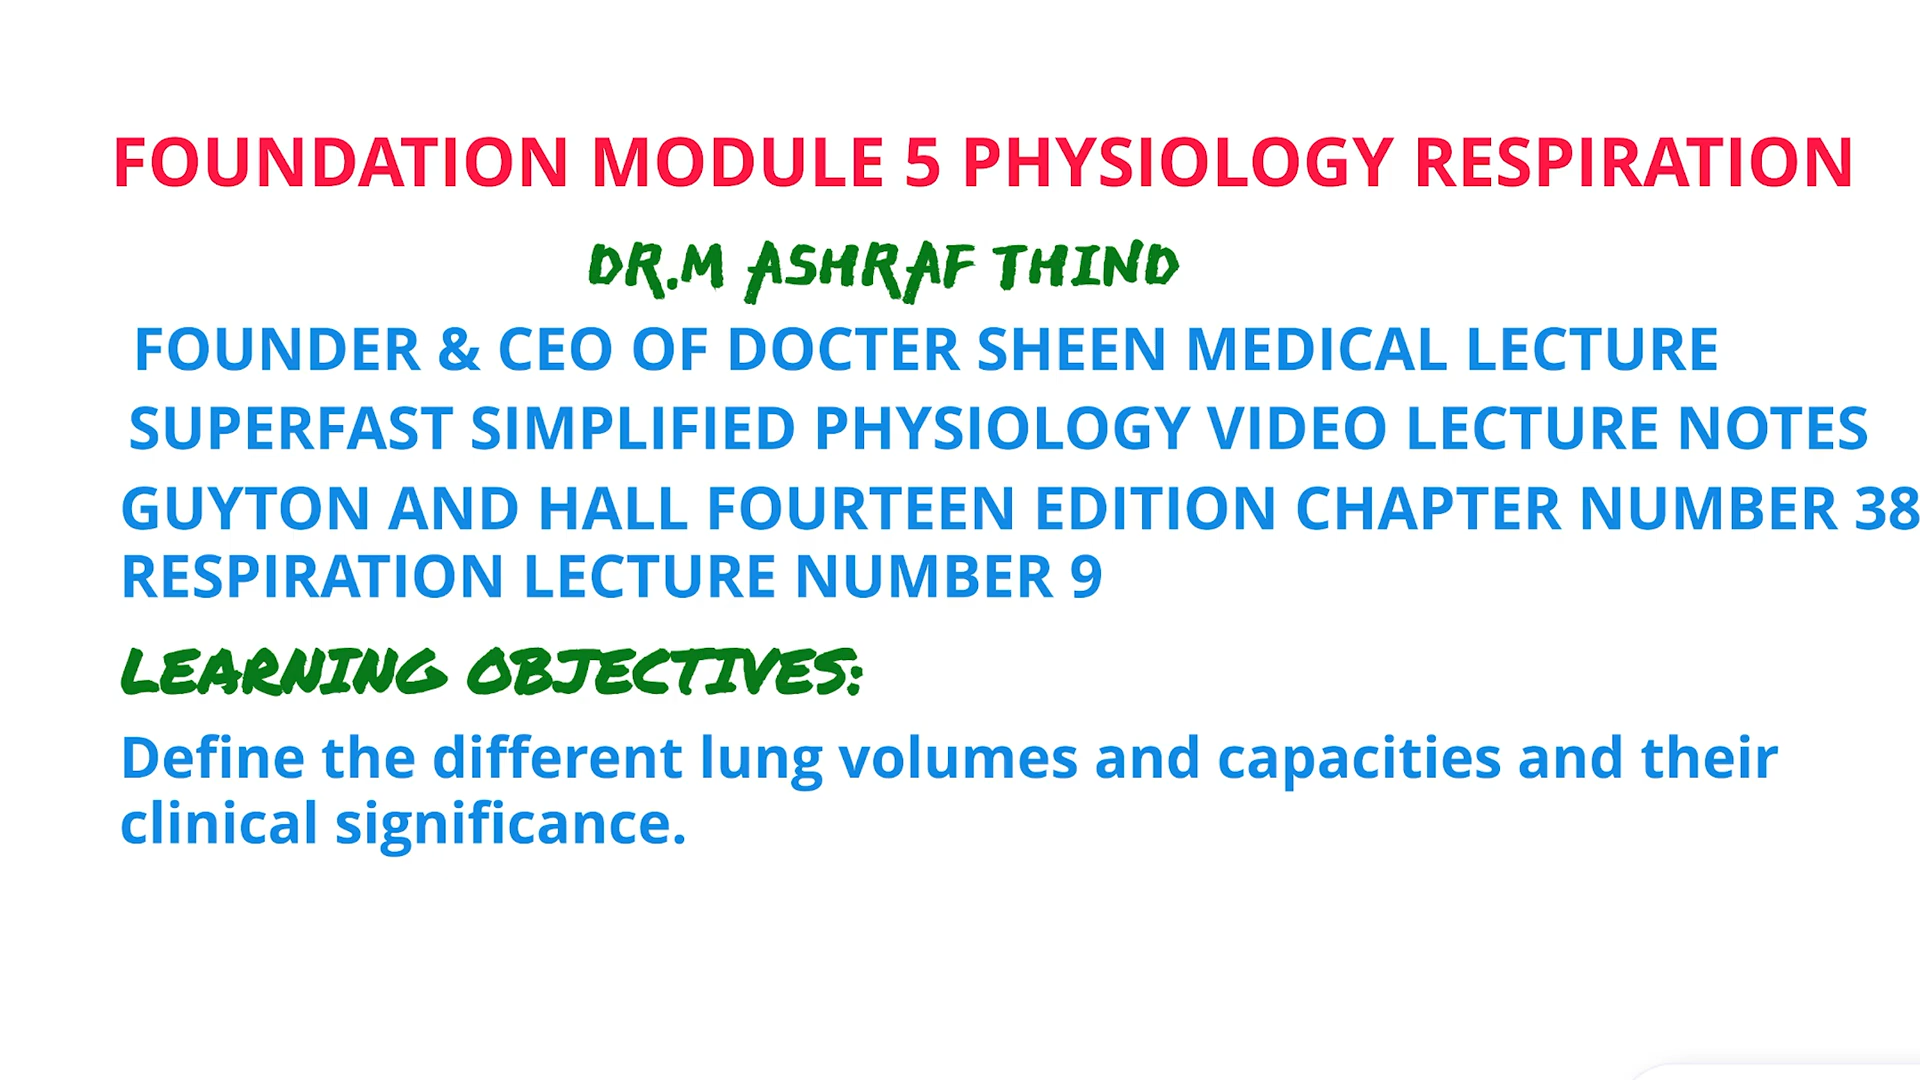 FOUNDATION MODULE 5 PHYSIOLOGY RESPIRATION
DR.M ASHRAF THIND
FOUNDER & CEO OF DOCTER SHEEN MEDICAL LECTURE
SUPERFAST SIMPLIFIED PHYSIOLOGY VIDEO LECTURE NOTES
GUYTON AND HALL FOURTEEN EDITION CHAPTER NUMBER 38
RESPIRATION LECTURE NUMBER 9
LEARNING OBJECTIVES:
Define the different lung volumes and capacities and their
clinical significance.